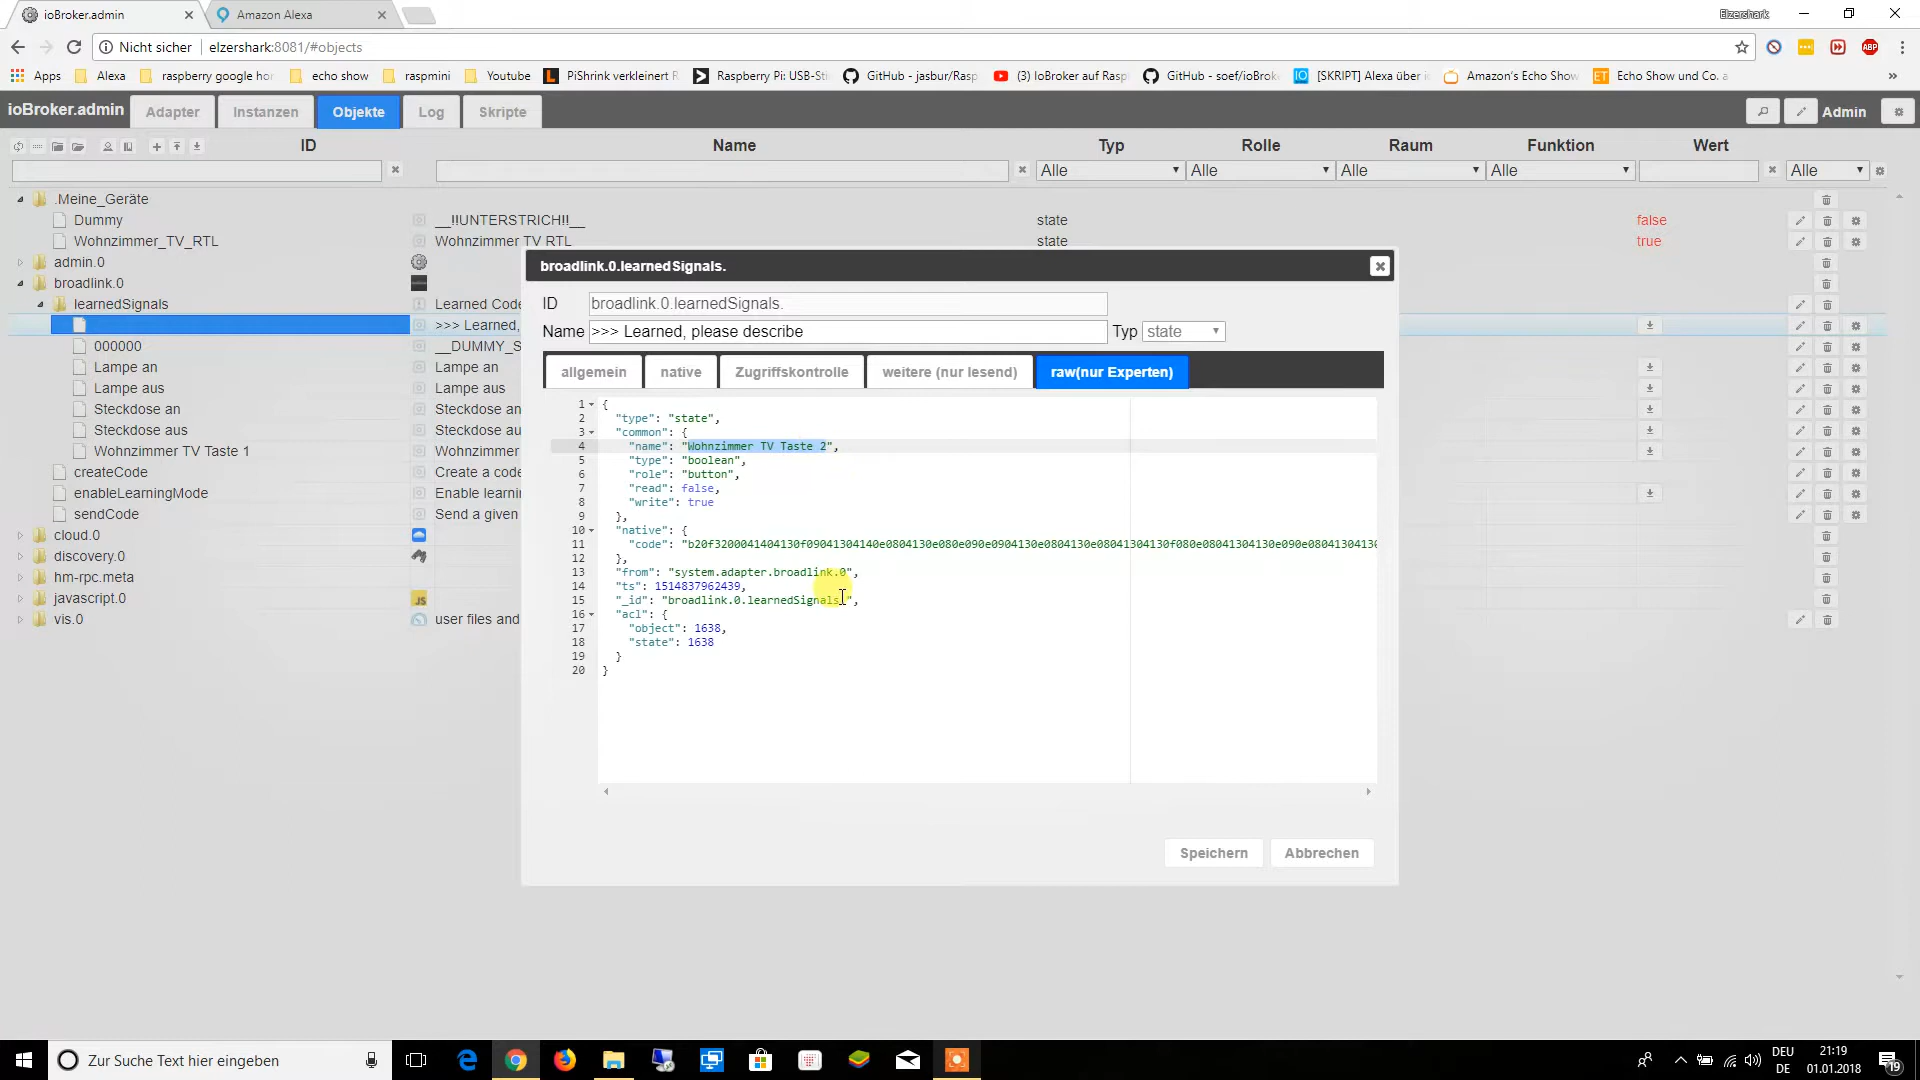 ioBroker.admin
Amazon Alexa
Elzershark
Nicht sicher
elzershark:8081/#objects
Apps
Alexa
raspberry google hor
echo show
raspmini
Youtube
PiShrink verkleinert R
Raspberry Pi: USB-Sti
GitHub - jasbur/Rasp
(3) IoBroker auf Rasp
GitHub - soef/ioBroke
[SKRIPT] Alexa über io
Amazon's Echo Show
Echo Show und Co. a
ioBroker.admin
Adapter
Instanzen
Objekte
Log
Skripte
Admin
ID
Name
Typ
Rolle
Raum
Funktion
Wert
Alle
Alle
Alle
Alle
Alle
.Meine_Geräte
Dummy
__!!UNTERSTRICH!!__
state
false
Wohnzimmer_TV_RTL
Wohnzimmer TV RTL
state
true
admin.0
broadlink.0
learnedSignals
Learned Code
>>> Learned,
000000
__DUMMY_S
Lampe an
Lampe an
Lampe aus
Lampe aus
Steckdose an
Steckdose an
Steckdose aus
Steckdose aus
Wohnzimmer TV Taste 1
Wohnzimmer
createCode
Create a code
enableLearningMode
Enable learnin
sendCode
Send a given
cloud.0
discovery.0
hm-rpc.meta
javascript.0
vis.0
user files and
broadlink.0.learnedSignals.
ID
broadlink.0.learnedSignals.
Name
>>> Learned, please describe
Typ
state
allgemein
native
Zugriffskontrolle
weitere (nur lesend)
raw(nur Experten)
1 {
2 "type": "state",
3 "common": {
4 "name": "Wohnzimmer TV Taste 2",
5 "type": "boolean",
6 "role": "button",
7 "read": false,
8 "write": true
9 },
10 "native": {
11 "code": "b20f3200041404130f09041304140e0804130e080e090e0904130e0804130e08041304130f080e08041304130e090e08041304130
12 },
13 "from": "system.adapter.broadlink.0",
14 "ts": 1514837962439,
15 "_id": "broadlink.0.learnedSignals.",
16 "acl": {
17 "object": 1638,
18 "state": 1638
19 }
20 }
Speichern
Abbrechen
Zur Suche Text hier eingeben
DEU
DE
21:19
01.01.2018
19